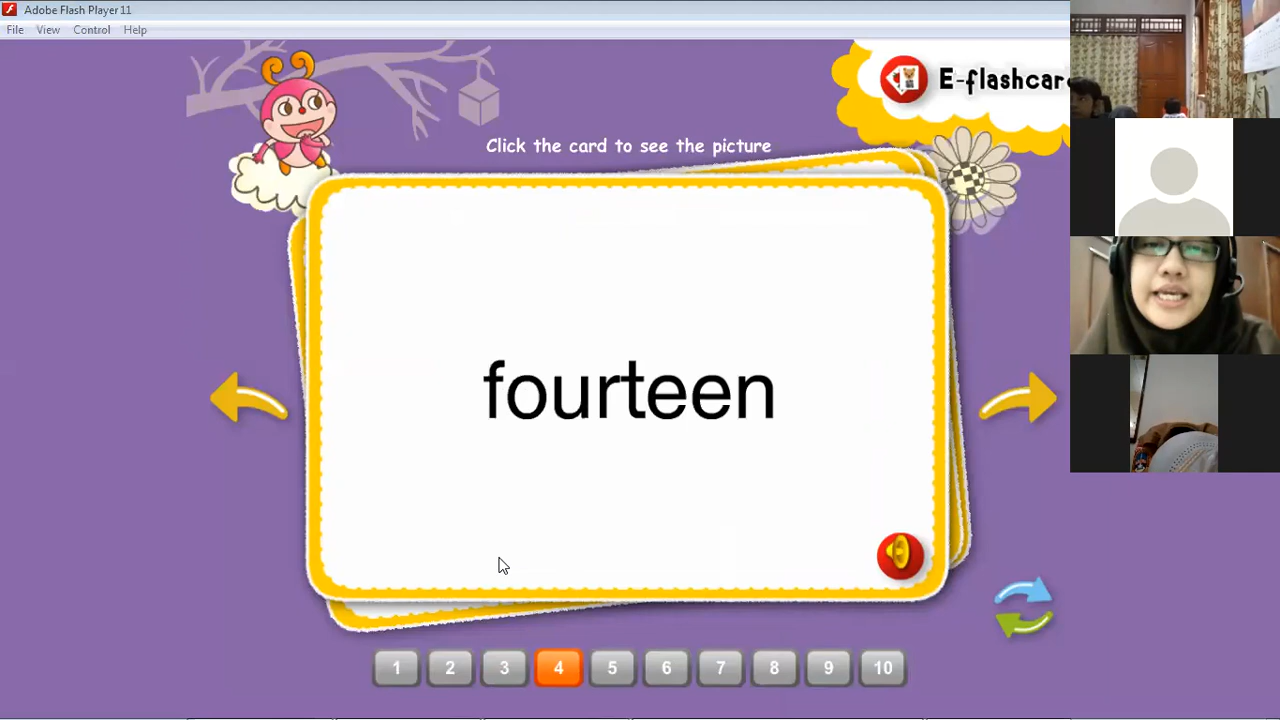 Adobe Flash Player 11
File View Control Help
E-flashcar
Click the card to see the picture
fourteen
1 2 3 4 5 6 7 8 9 10